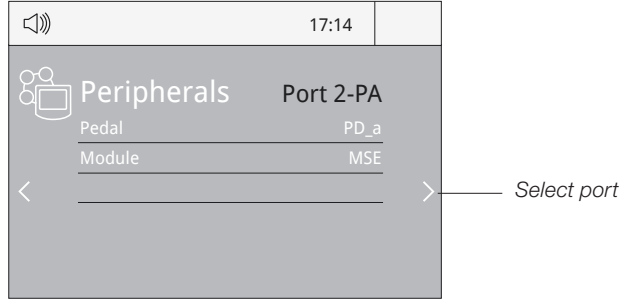 17:14
Peripherals Port 2-PA
Pedal PD_a
Module MSE
Select port